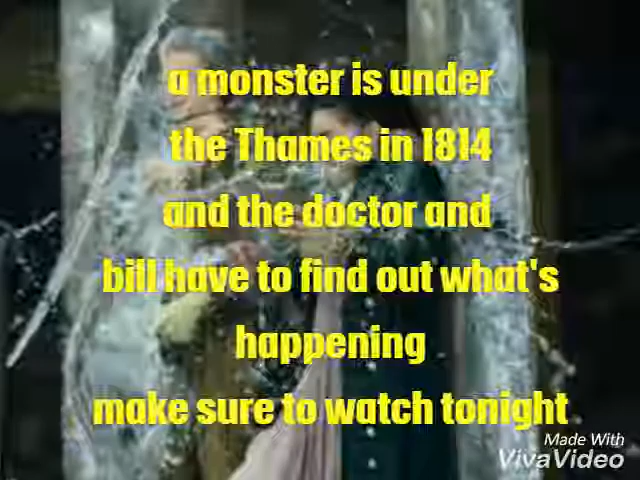 a monster is under
the Thames in 1814
and the doctor and
bill have to find out what's
happening
make sure to watch tonight
Made With
VivaVideo